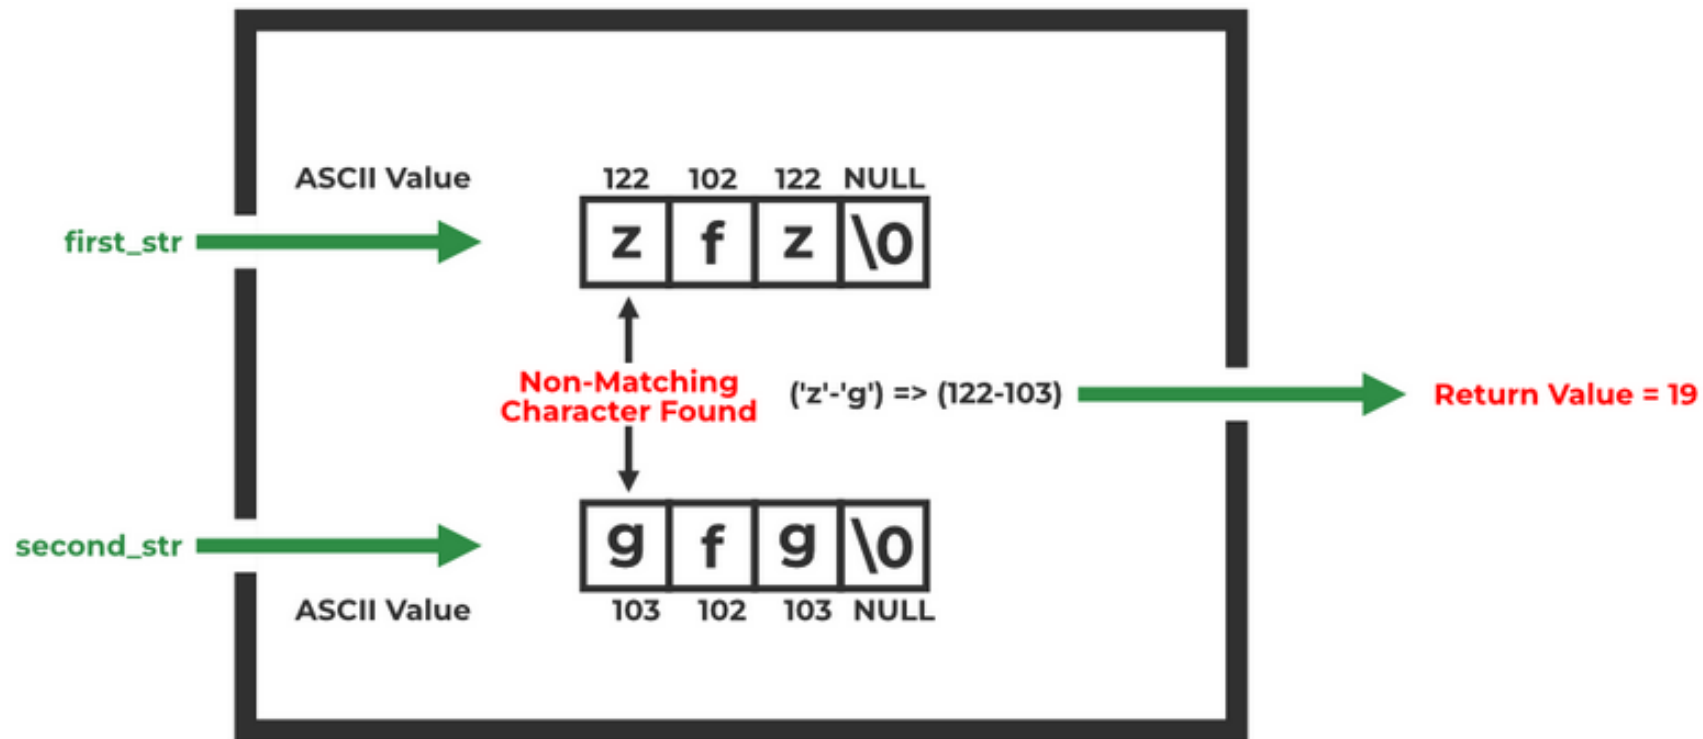 ASCII Value 122 102 122 NULL
first_str z f z \0
Non-Matching
Character Found
('z'-'g') => (122-103)
Return Value = 19
second_str g f g \0
ASCII Value 103 102 103 NULL